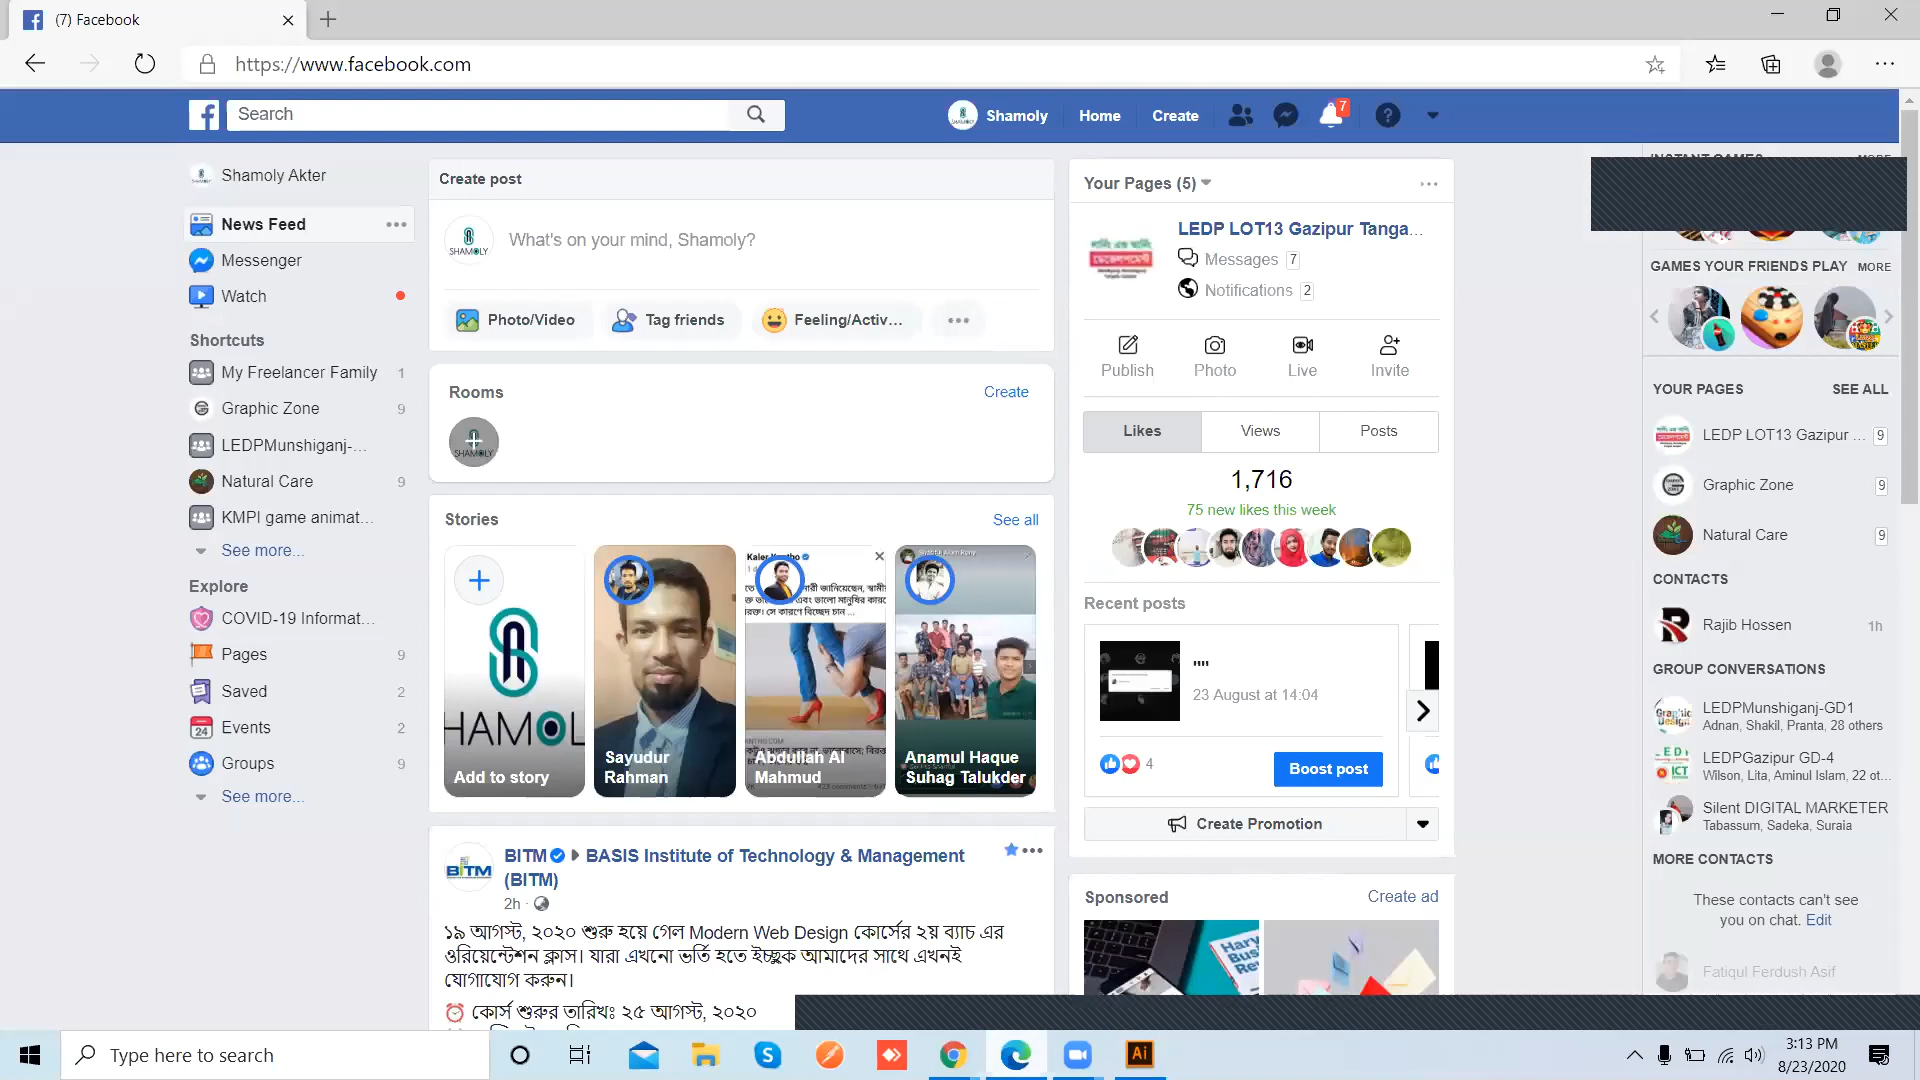 (7) Facebook
https://www.facebook.com
Search
Shamoly
Home
Create
7
Shamoly Akter
News Feed
Messenger
Watch
Shortcuts
My Freelancer Family 1
Graphic Zone 9
LEDPMunshiganj-...
Natural Care 9
KMPI game animat...
See more...
Explore
COVID-19 Informat...
Pages 9
Saved 2
Events 2
24
Groups 9
See more...
Create post
SHAMOLY
What's on your mind, Shamoly?
Photo/Video
Tag friends
Feeling/Activ...
Rooms
Create
SHAMOLY
Stories
See all
HAMOL
Add to story
Sayudur
Rahman
Abdullah Al
Mahmud
Anamul Haque
Suhag Talukder
BITM
BITM BASIS Institute of Technology & Management
(BITM)
2h ·
১৯ আগস্ট, ২০২০ শুরু হয়ে গেল Modern Web Design কোর্সের ২য় ব্যাচ এর
ওরিয়েন্টেশন ক্লাস। যারা এখনো ভর্তি হতে ইচ্ছুক আমাদের সাথে এখনই
যোগাযোগ করুন।
কোর্স শুরুর তারিখঃ ২৫ আগস্ট, ২০২০
Your Pages (5)
LEDP LOT13 Gazipur Tanga...
Messages 7
Notifications 2
Publish
Photo
Live
Invite
Likes
Views
Posts
1,716
75 new likes this week
Recent posts
""
23 August at 14:04
4
Boost post
Create Promotion
Sponsored
Create ad
INSTANT GAMES MORE
GAMES YOUR FRIENDS PLAY MORE
YOUR PAGES SEE ALL
LEDP LOT13 Gazipur ... 9
Graphic Zone 9
Natural Care 9
CONTACTS
Rajib Hossen 1h
GROUP CONVERSATIONS
LEDPMunshiganj-GD1
Adnan, Shakil, Pranta, 28 others
LEDPGazipur GD-4
Wilson, Lita, Aminul Islam, 22 ot...
Silent DIGITAL MARKETER
Tabassum, Sadeka, Suraia
MORE CONTACTS
These contacts can't see
you on chat. Edit
Fatiqul Ferdush Asif
Type here to search
Ai
3:13 PM
8/23/2020